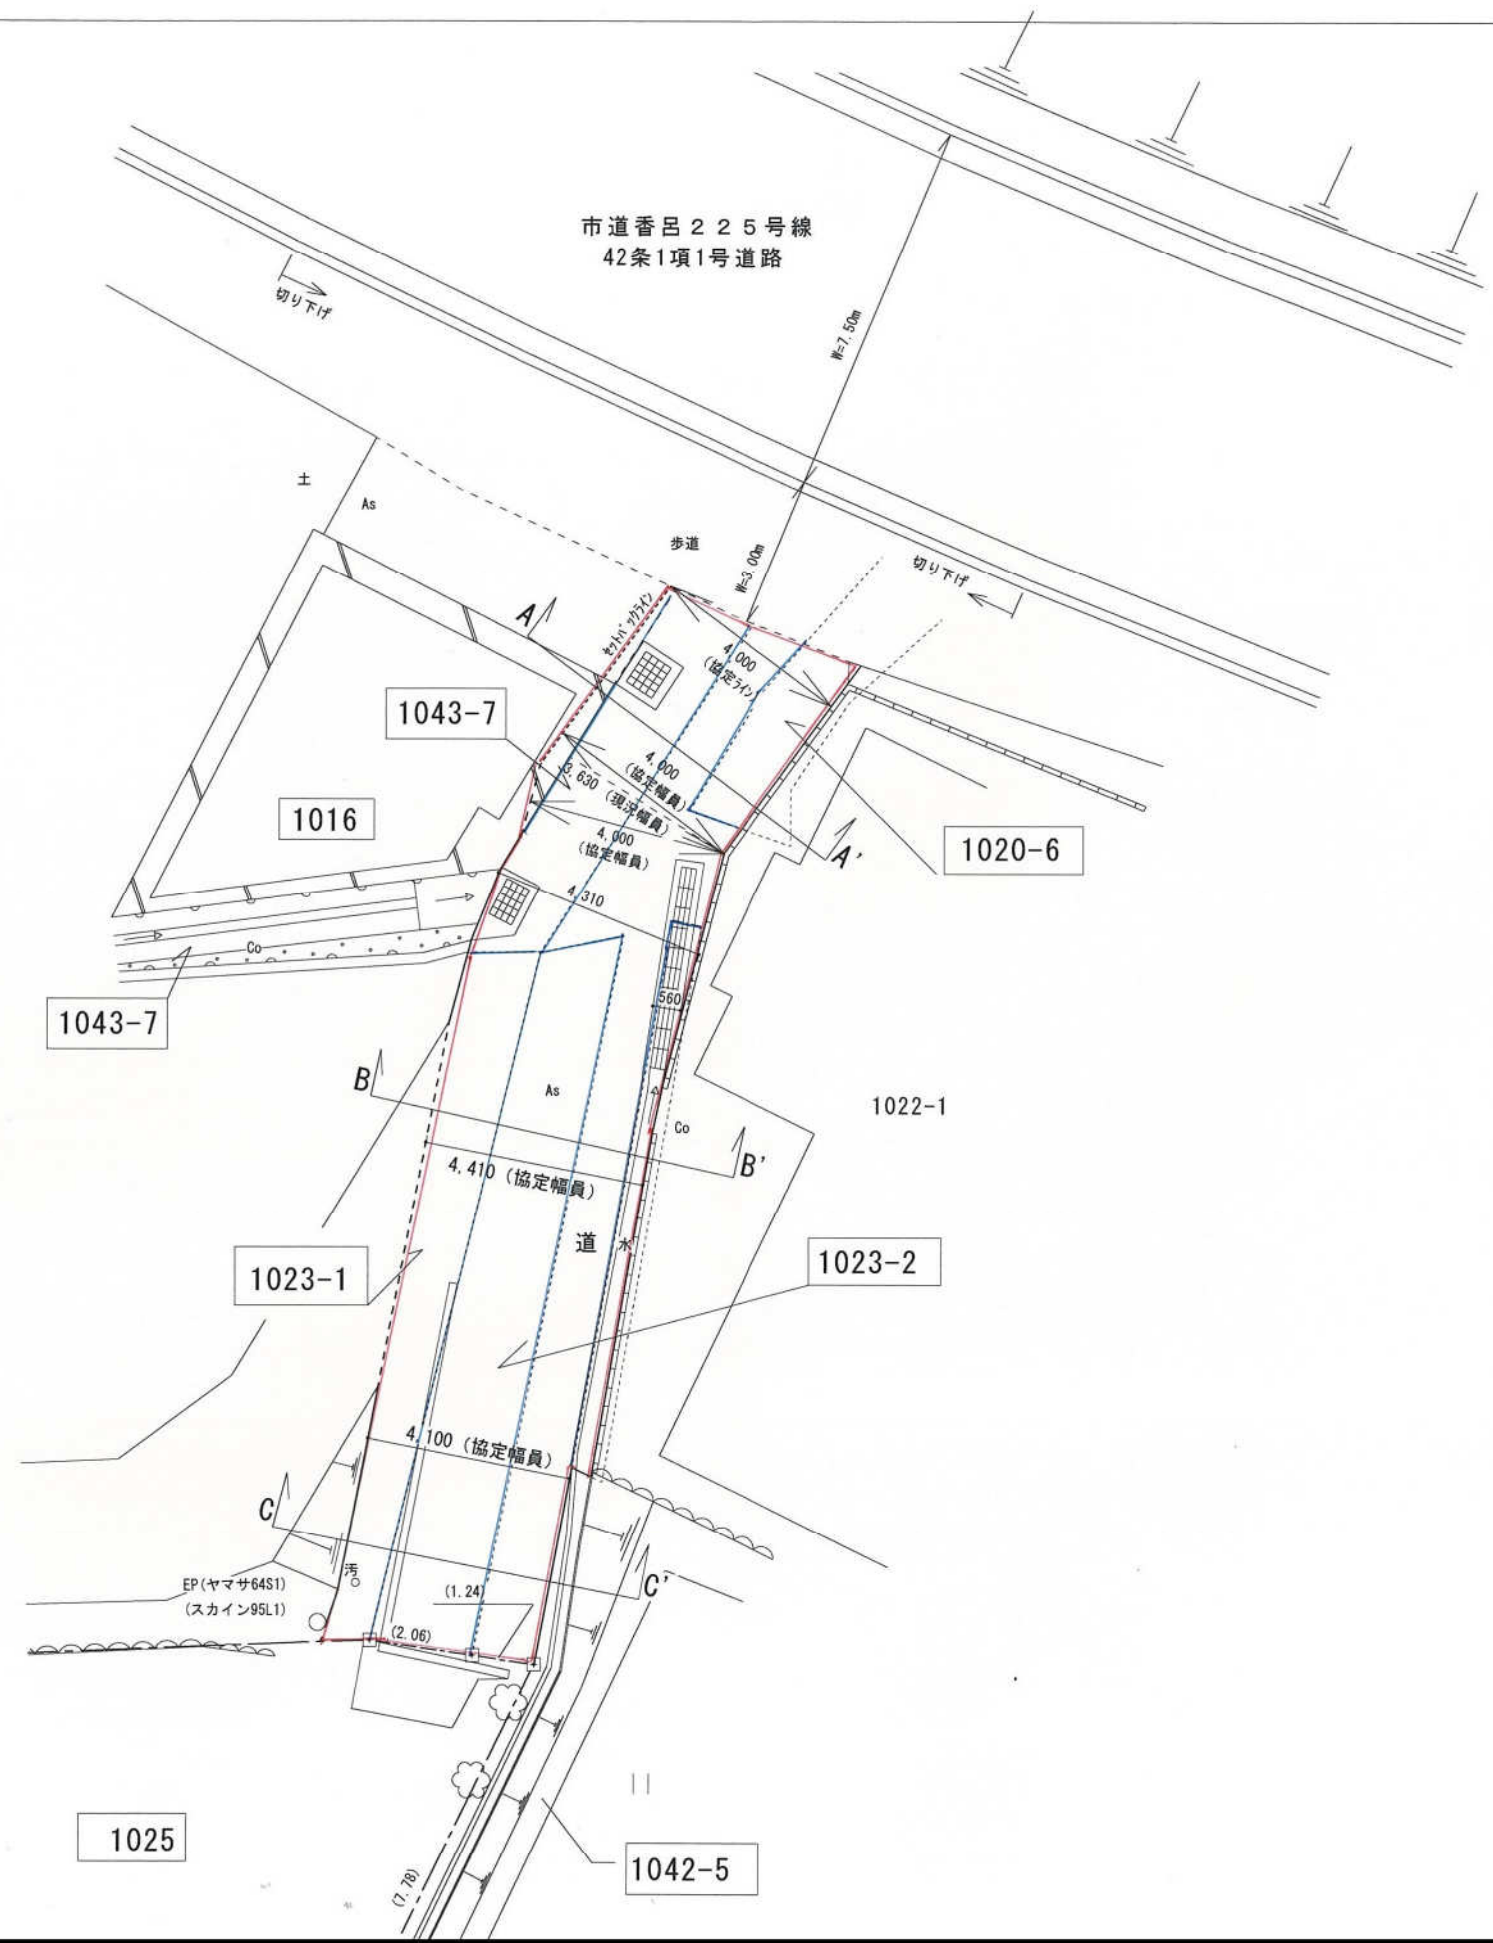 市道香呂２２５号線
42条1項1号道路
切り下げ
W=7.50m
土
As
歩道
W=3.00m
切り下げ
A
セットバックライン
4,000
(協定ライン)
1043-7
4,000
(協定幅員)
3,630 (現況幅員)
4,000
(協定幅員)
1016
A'
1020-6
4,310
Co
560
1043-7
B
As
1022-1
Co
B'
4,410 (協定幅員)
道
水
1023-1
1023-2
4,100 (協定幅員)
C
汚
EP(ヤマサ64S1)
(スカイン95L1)
(1.24)
C'
(2.06)
1025
1042-5
(7.78)